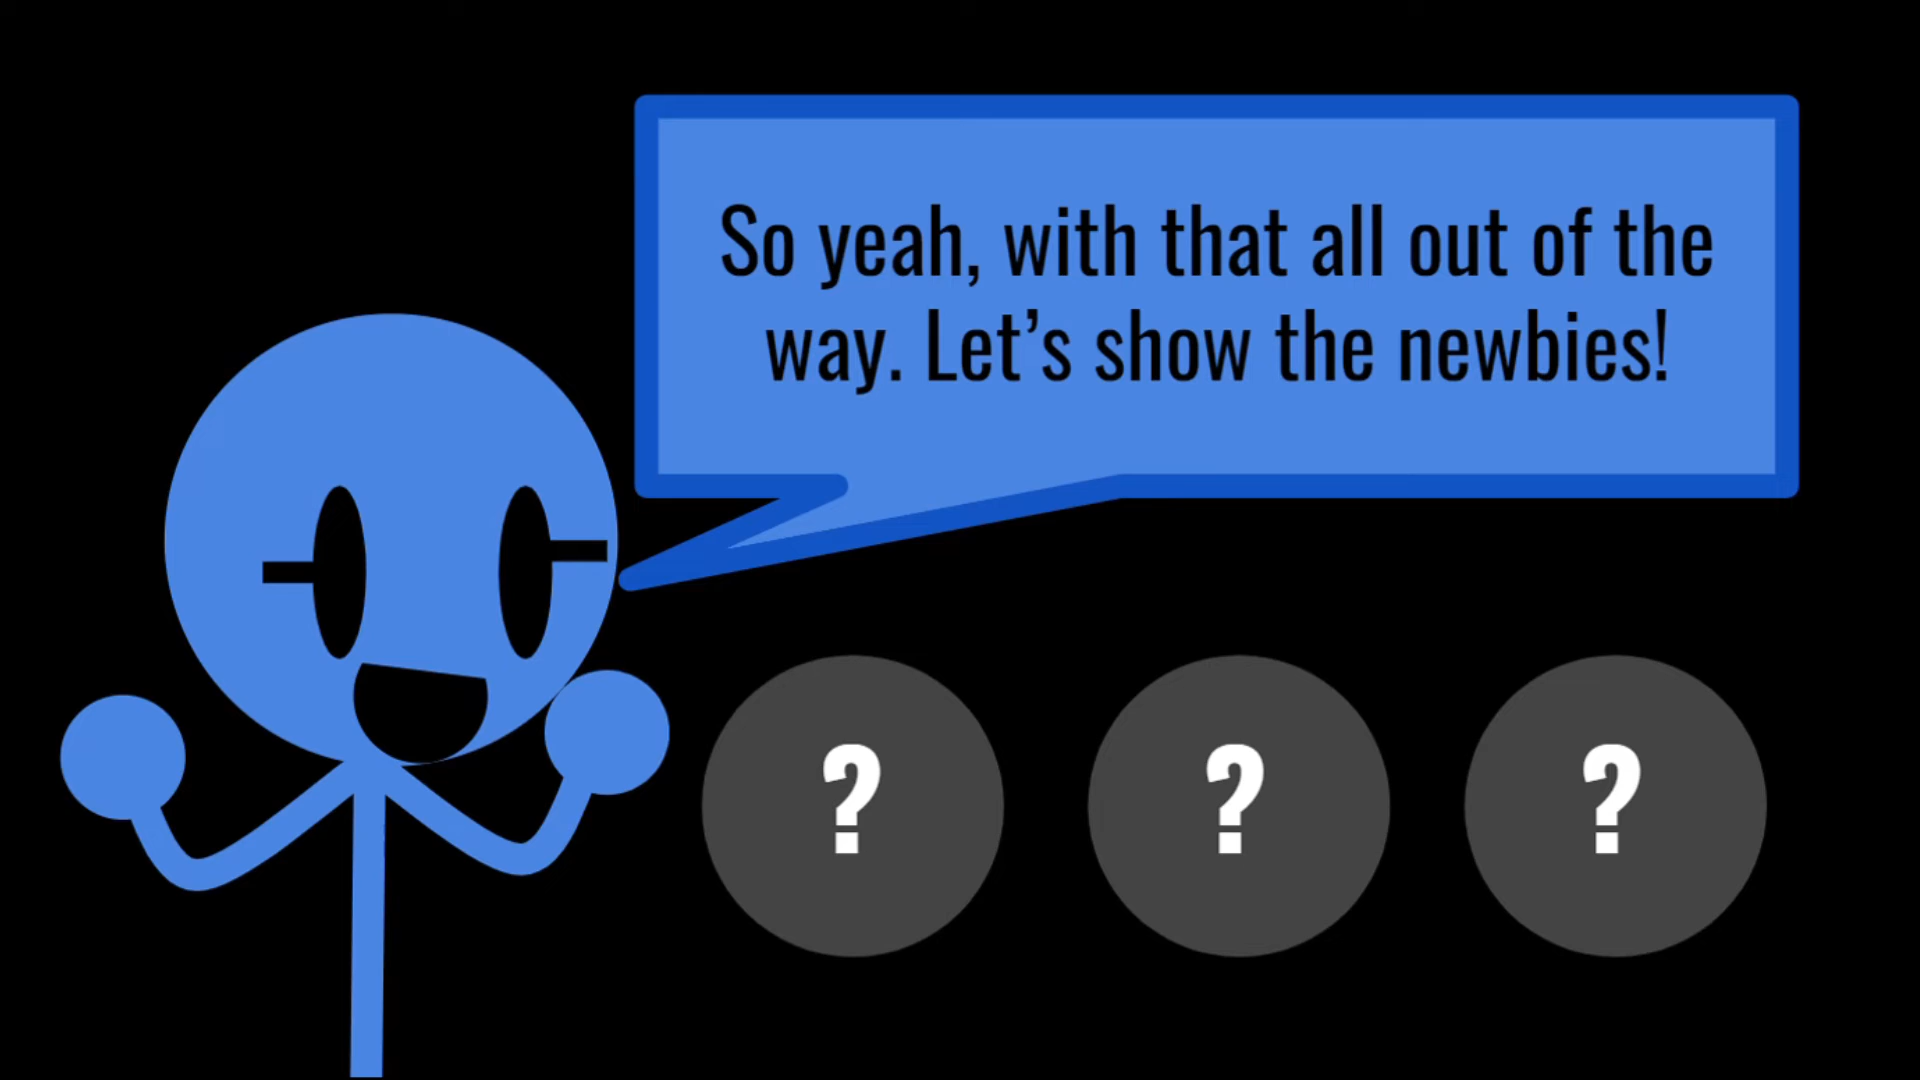 So yeah, with that all out of the
way. Let’s show the newbies!
? ? ?